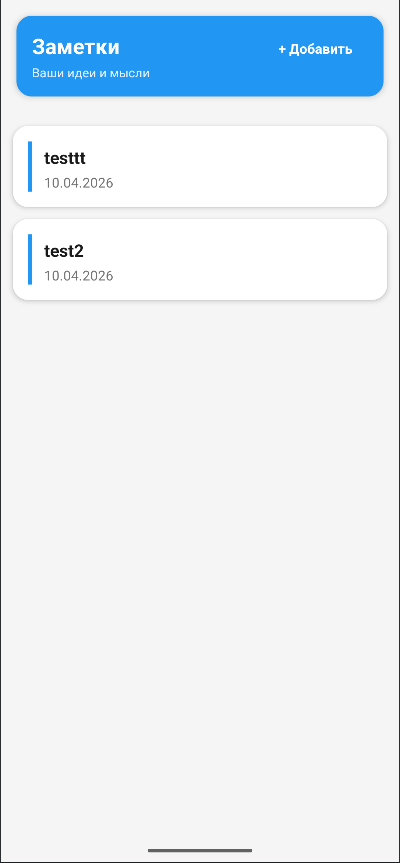 Заметки
+ Добавить
Ваши идеи и мысли
testtt
10.04.2026
test2
10.04.2026